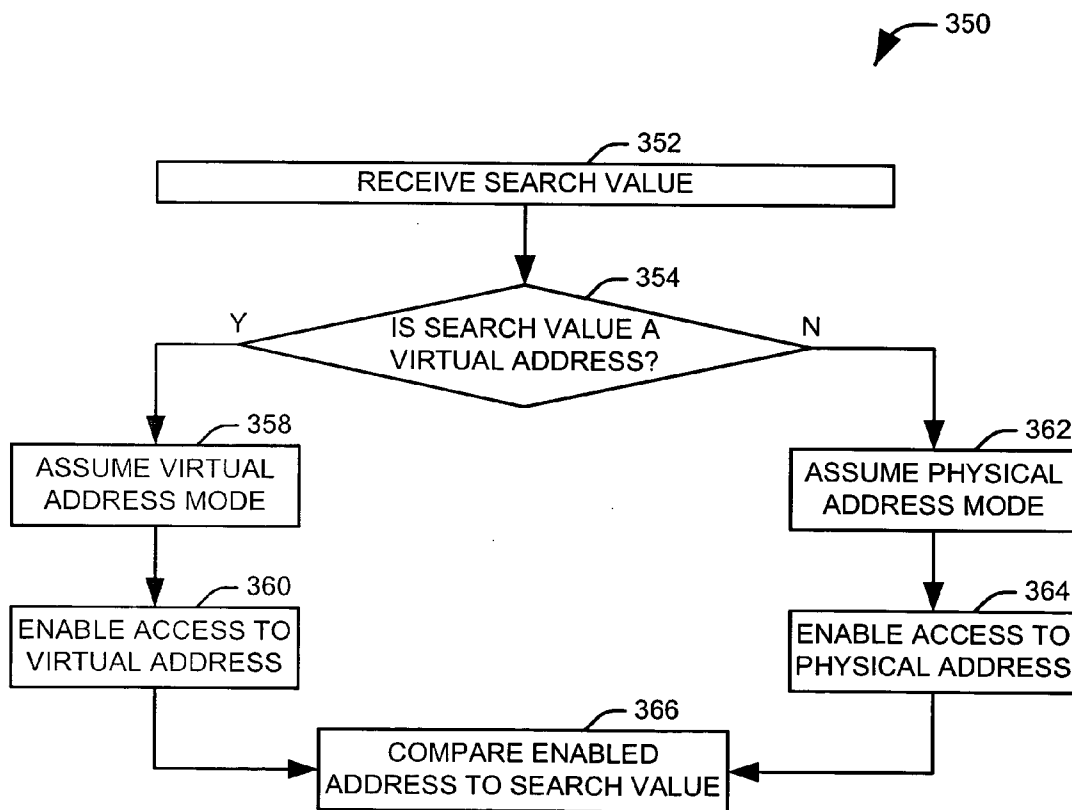 350
352
RECEIVE SEARCH VALUE
354
Y
IS SEARCH VALUE A
VIRTUAL ADDRESS?
N
358
ASSUME VIRTUAL
ADDRESS MODE
362
ASSUME PHYSICAL
ADDRESS MODE
360
ENABLE ACCESS TO
VIRTUAL ADDRESS
364
ENABLE ACCESS TO
PHYSICAL ADDRESS
366
COMPARE ENABLED
ADDRESS TO SEARCH VALUE